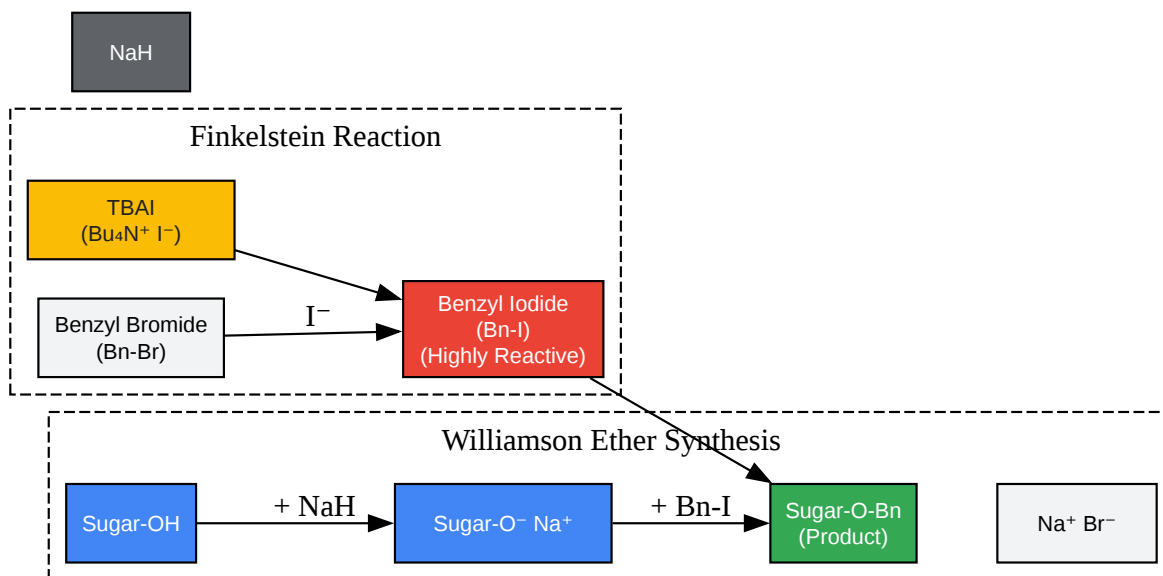 NaH
Finkelstein Reaction
TBAI
(Bu₄N⁺ I⁻)
Benzyl Bromide
(Bn-Br)
I⁻
Benzyl Iodide
(Bn-I)
(Highly Reactive)
Williamson Ether Synthesis
Sugar-OH
+ NaH
Sugar-O⁻ Na⁺
+ Bn-I
Sugar-O-Bn
(Product)
Na⁺ Br⁻